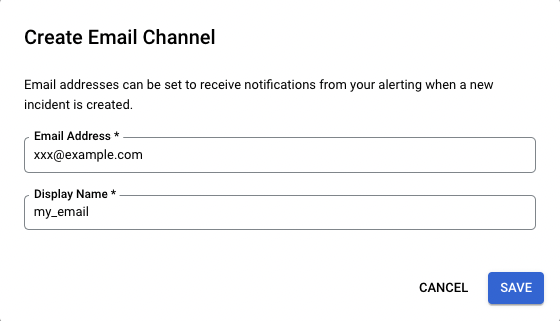 Create Email Channel
Email addresses can be set to receive notifications from your alerting when a new
incident is created.
Email Address *
xxx@example.com
Display Name *
my_email
CANCEL
SAVE